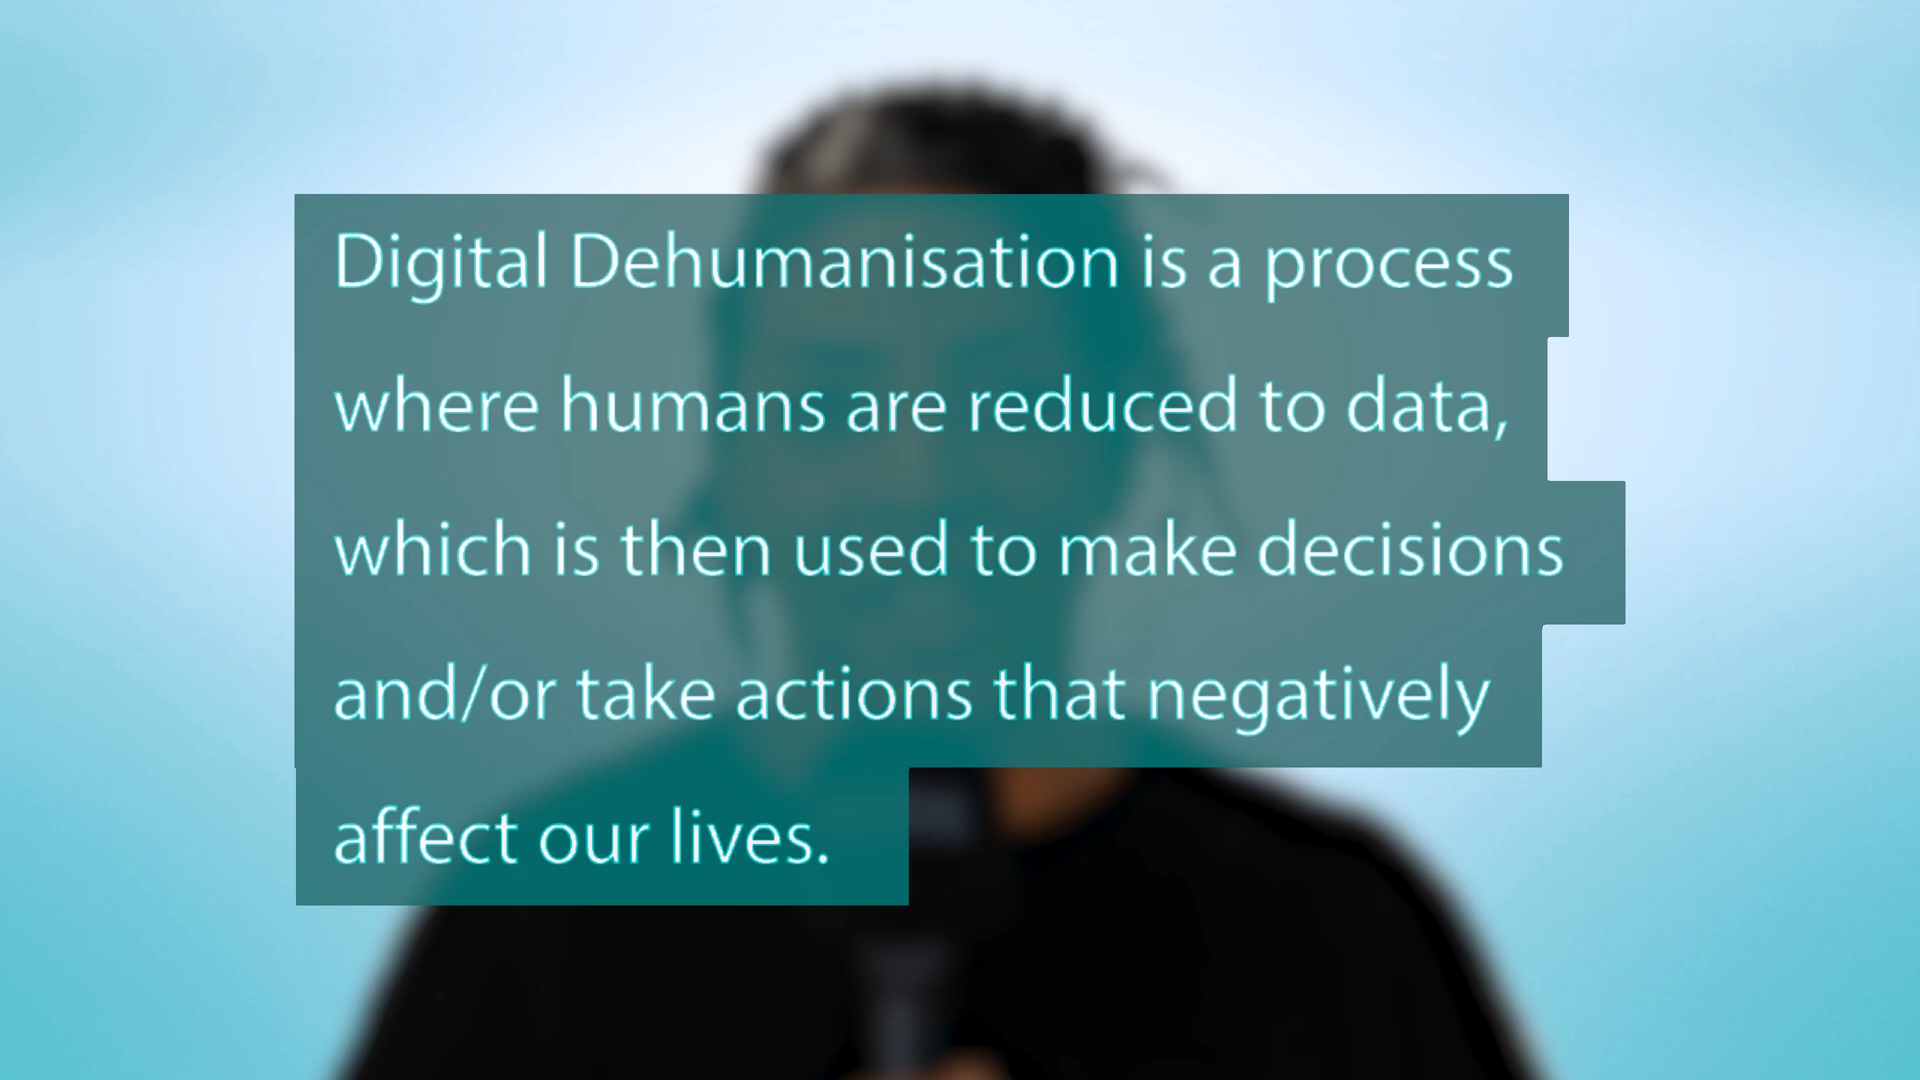 Digital Dehumanisation is a process
where humans are reduced to data,
which is then used to make decisions
and/or take actions that negatively
affect our lives.